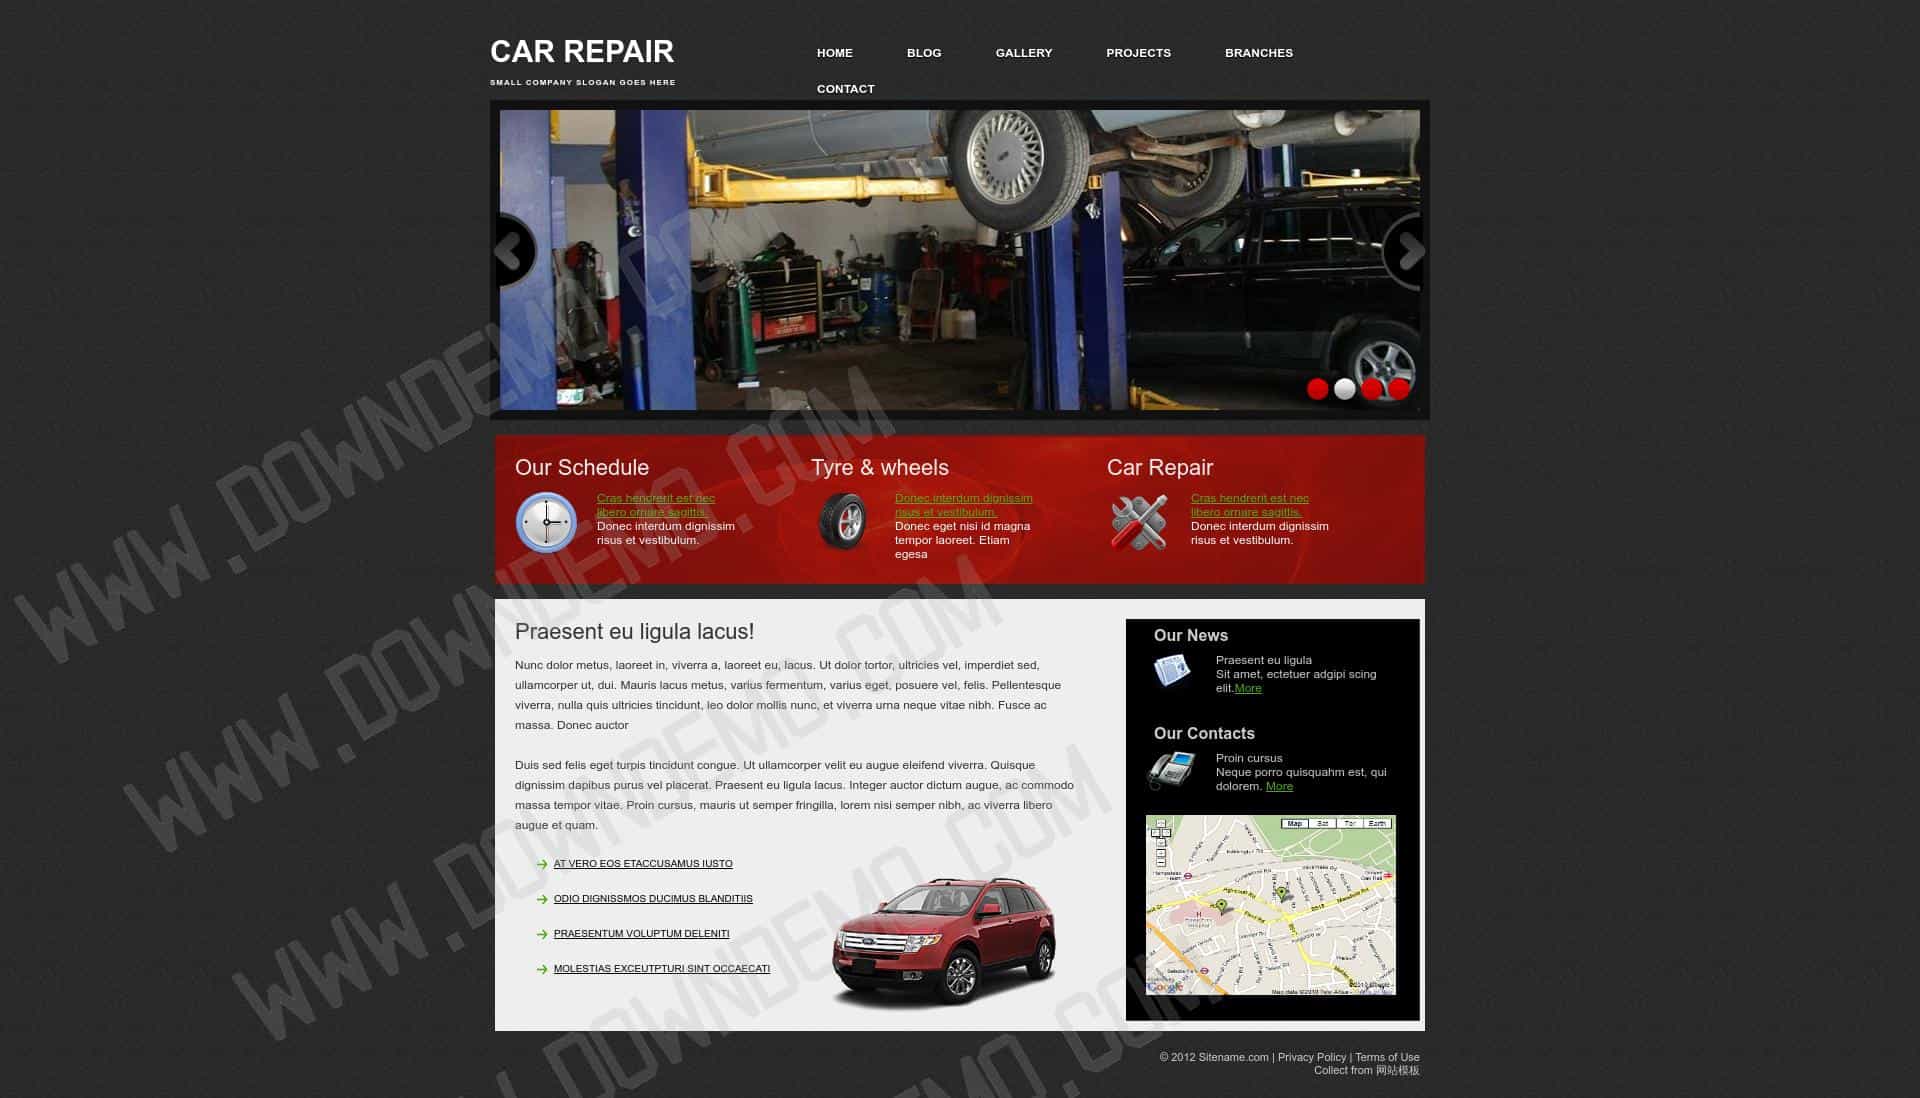 CAR REPAIR
SMALL COMPANY SLOGAN GOES HERE
HOME BLOG GALLERY PROJECTS BRANCHES
CONTACT
Our Schedule
Cras hendrerit est nec
libero ornare sagittis.
Donec interdum dignissim
risus et vestibulum.
Tyre & wheels
Donec interdum dignissim
risus et vestibulum.
Donec eget nisi id magna
tempor laoreet. Etiam
egesa
Car Repair
Cras hendrerit est nec
libero ornare sagittis.
Donec interdum dignissim
risus et vestibulum.
Praesent eu ligula lacus!
Nunc dolor metus, laoreet in, viverra a, laoreet eu, lacus. Ut dolor tortor, ultricies vel, imperdiet sed,
ullamcorper ut, dui. Mauris lacus metus, varius fermentum, varius eget, posuere vel, felis. Pellentesque
viverra, nulla quis ultricies tincidunt, leo dolor mollis nunc, et viverra urna neque vitae nibh. Fusce ac
massa. Donec auctor
Duis sed felis eget turpis tincidunt congue. Ut ullamcorper velit eu augue eleifend viverra. Quisque
dignissim dapibus purus vel placerat. Praesent eu ligula lacus. Integer auctor dictum augue, ac commodo
massa tempor vitae. Proin cursus, mauris ut semper fringilla, lorem nisi semper nibh, ac viverra libero
augue et quam.
AT VERO EOS ETACCUSAMUS IUSTO
ODIO DIGNISSMOS DUCIMUS BLANDITIIS
PRAESENTUM VOLUPTUM DELENITI
MOLESTIAS EXCEUTPTURI SINT OCCAECATI
Our News
Praesent eu ligula
Sit amet, ectetuer adgipi scing
elit.More
Our Contacts
Proin cursus
Neque porro quisquahm est, qui
dolorem. More
Map Sat Ter Earth
Google
© 2012 Sitename.com | Privacy Policy | Terms of Use
Collect from 网站模板
WWW.DOWNDEMO.COM
WWW.DOWNDEMO.COM
WWW.DOWNDEMO.COM
WWW.DOWNDEMO.COM